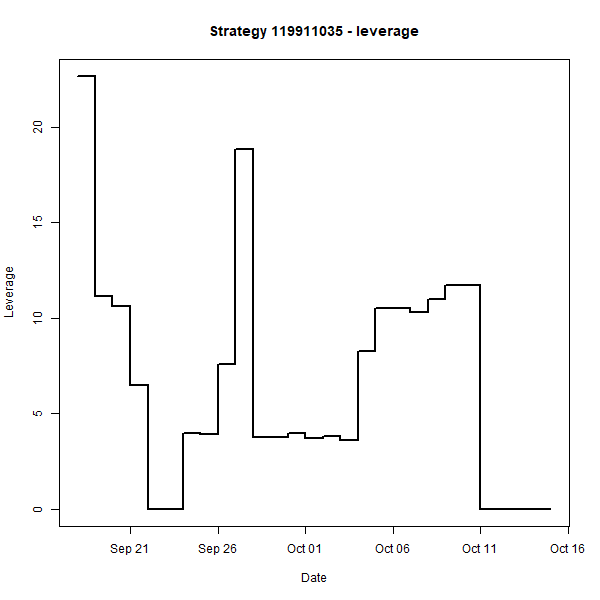 Strategy 119911035 - leverage
Leverage
20
15
10
5
0
Sep 21 Sep 26 Oct 01 Oct 06 Oct 11 Oct 16
Date